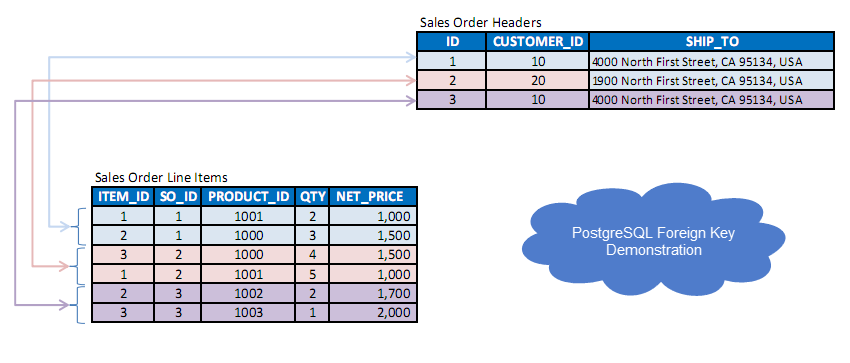 Sales Order Headers
ID CUSTOMER_ID SHIP_TO
1 10 4000 North First Street, CA 95134, USA
2 20 1900 North First Street, CA 95134, USA
3 10 4000 North First Street, CA 95134, USA
Sales Order Line Items
ITEM_ID SO_ID PRODUCT_ID QTY NET_PRICE
1 1 1001 2 1,000
2 1 1000 3 1,500
3 2 1000 4 1,500
1 2 1001 5 1,000
2 3 1002 2 1,700
3 3 1003 1 2,000
PostgreSQL Foreign Key
Demonstration